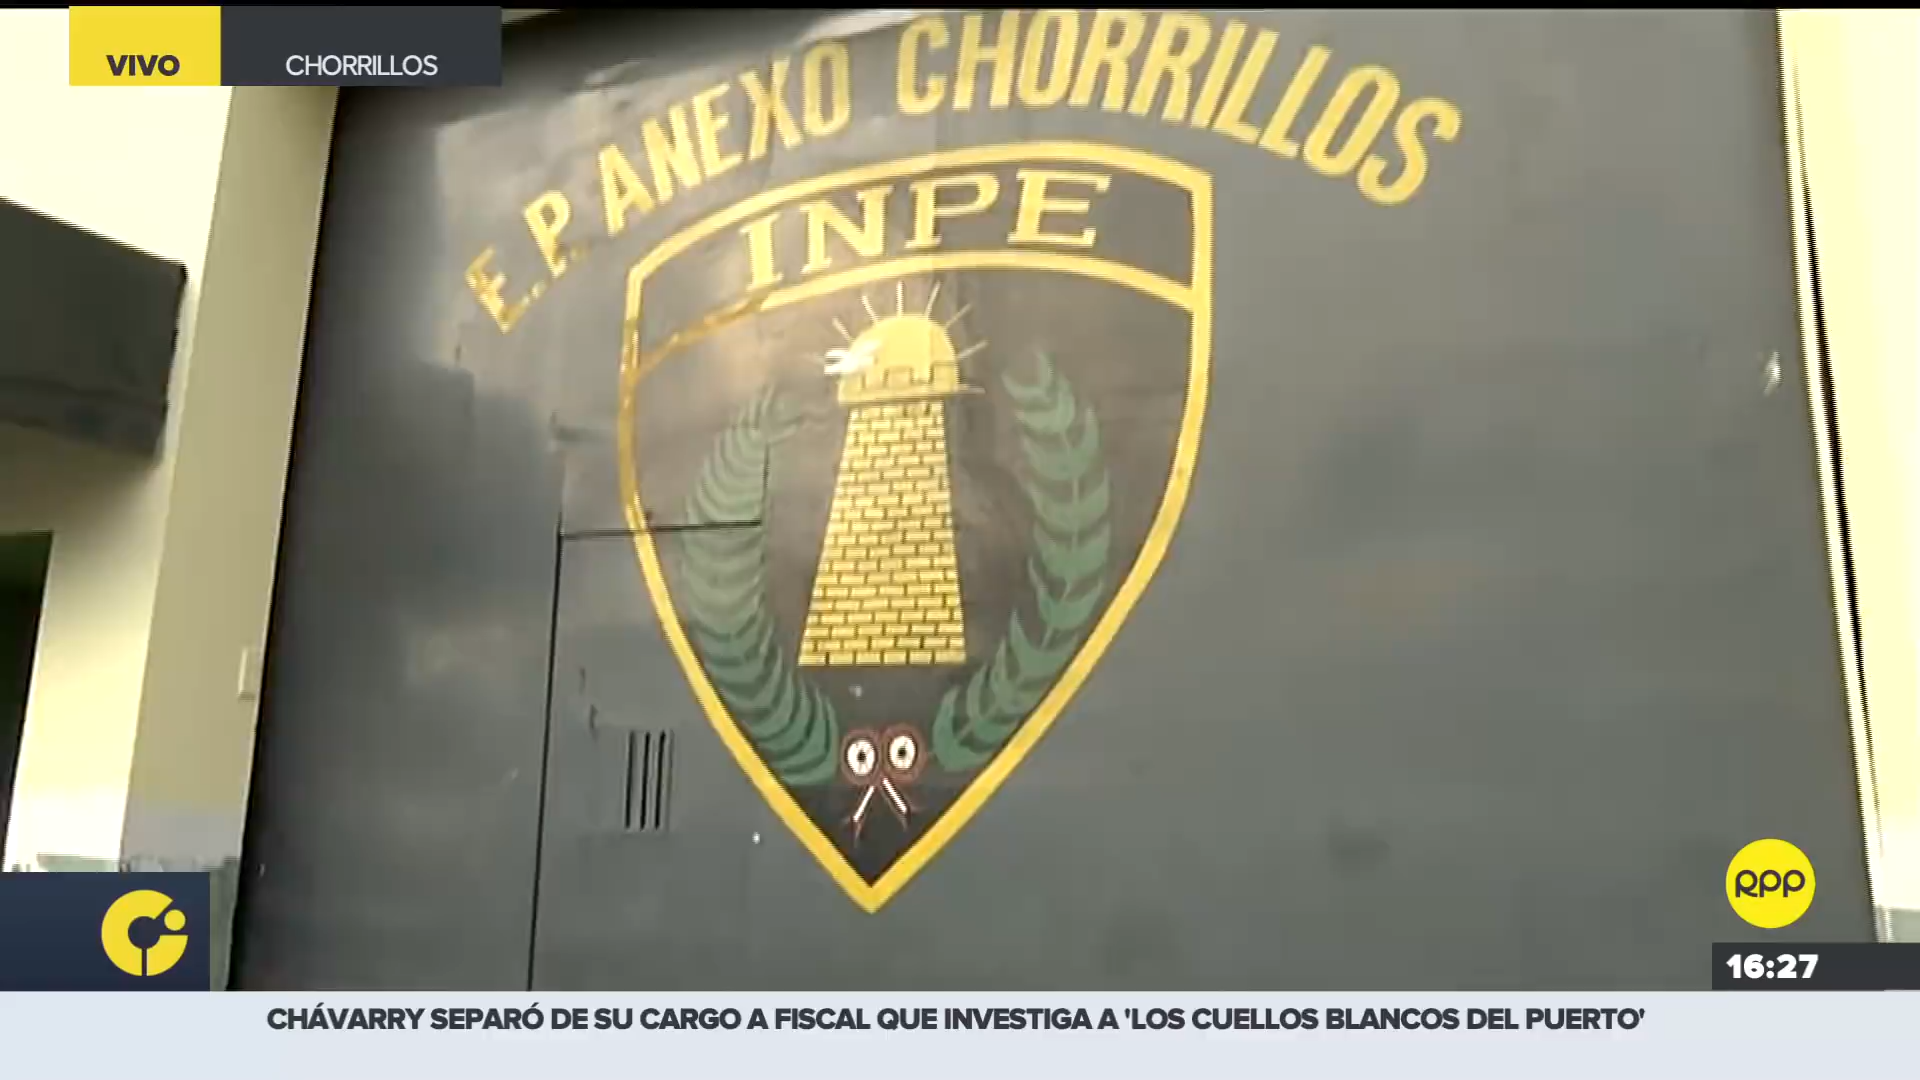 VIVO
CHORRILLOS
E.P. ANEXO CHORRILLOS
INPE
RPP
16:27
CHÁVARRY SEPARÓ DE SU CARGO A FISCAL QUE INVESTIGA A 'LOS CUELLOS BLANCOS DEL PUERTO'